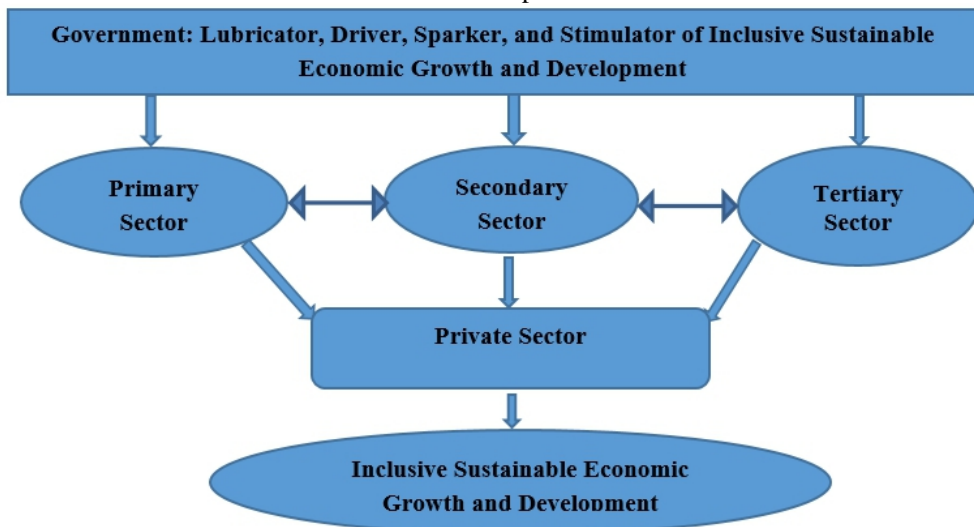 Government: Lubricator, Driver, Sparker, and Stimulator of Inclusive Sustainable
Economic Growth and Development
Primary
Sector
Secondary
Sector
Tertiary
Sector
Private Sector
Inclusive Sustainable Economic
Growth and Development